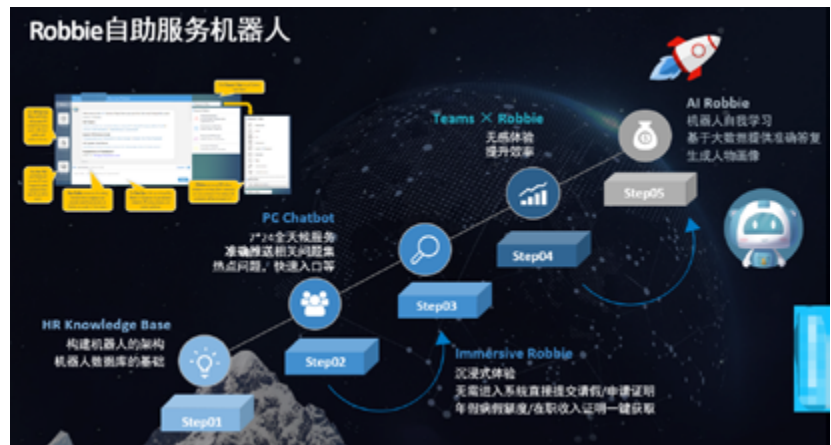 Robbie自助服务机器人
HR Knowledge Base
构建机器人的架构
机器人数据库的基础
Step01
PC Chatbot
7*24全天候服务
准确推送相关问题集
热点问题,快速入口等
Step02
Step03
Immersive Robbie
沉浸式体验
无需进入系统直接提交请假/申请证明
年假病假额度/在职收入证明一键获取
Teams × Robbie
无感体验
提升效率
Step04
AI Robbie
机器人自我学习
基于大数据提供准确答复
生成人物画像
Step05